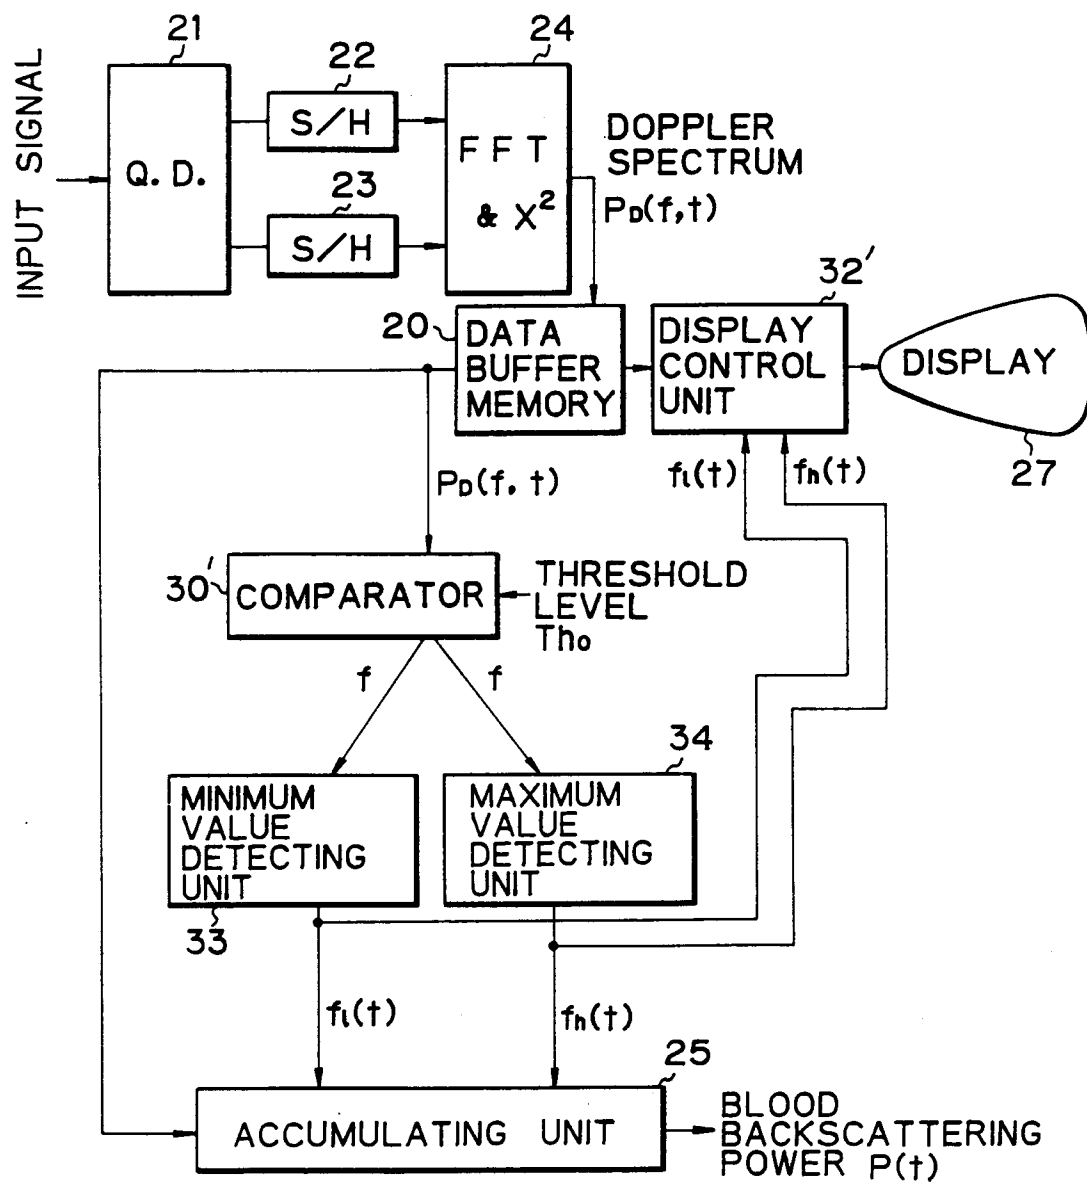 INPUT SIGNAL
21
Q. D.
22
S/H
23
S/H
24
FFT
& X²
DOPPLER
SPECTRUM
PD(f,t)
20
DATA
BUFFER
MEMORY
32'
DISPLAY
CONTROL
UNIT
DISPLAY
27
fl(t)
fh(t)
PD(f, t)
30'
COMPARATOR
THRESHOLD
LEVEL
Tho
f
f
MINIMUM
VALUE
DETECTING
UNIT
33
34
MAXIMUM
VALUE
DETECTING
UNIT
fl(t)
fh(t)
25
ACCUMULATING UNIT
BLOOD
BACKSCATTERING
POWER P(t)